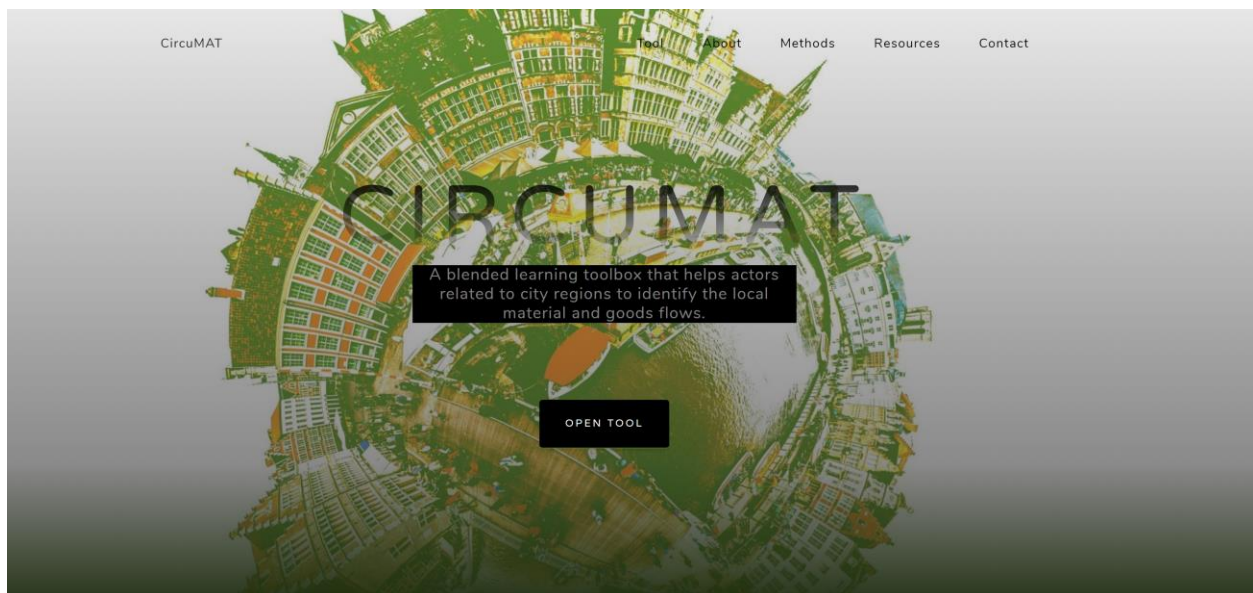 CircuMAT
Tool About Methods Resources Contact
CIRCUMAT
A blended learning toolbox that helps actors
related to city regions to identify the local
material and goods flows.
OPEN TOOL